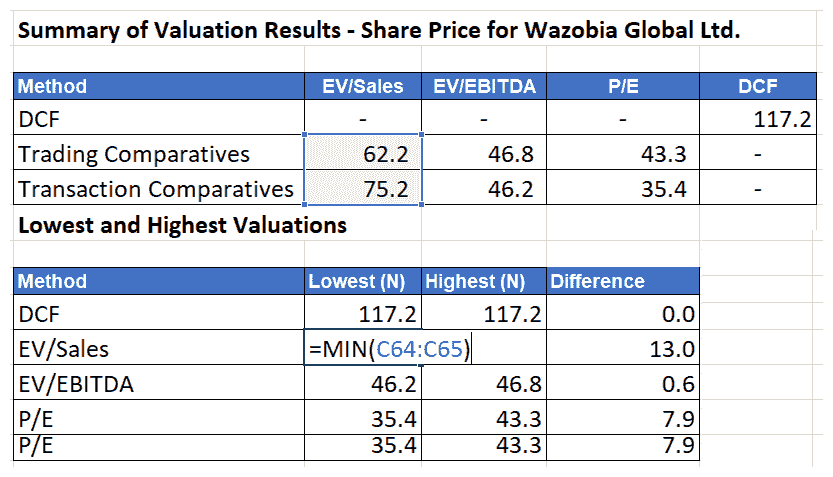 Summary of Valuation Results - Share Price for Wazobia Global Ltd.
Method EV/Sales EV/EBITDA P/E DCF
DCF - - - 117.2
Trading Comparatives 62.2 46.8 43.3 -
Transaction Comparatives 75.2 46.2 35.4 -
Lowest and Highest Valuations
Method Lowest (N) Highest (N) Difference
DCF 117.2 117.2 0.0
EV/Sales =MIN(C64:C65) 13.0
EV/EBITDA 46.2 46.8 0.6
P/E 35.4 43.3 7.9
P/E 35.4 43.3 7.9